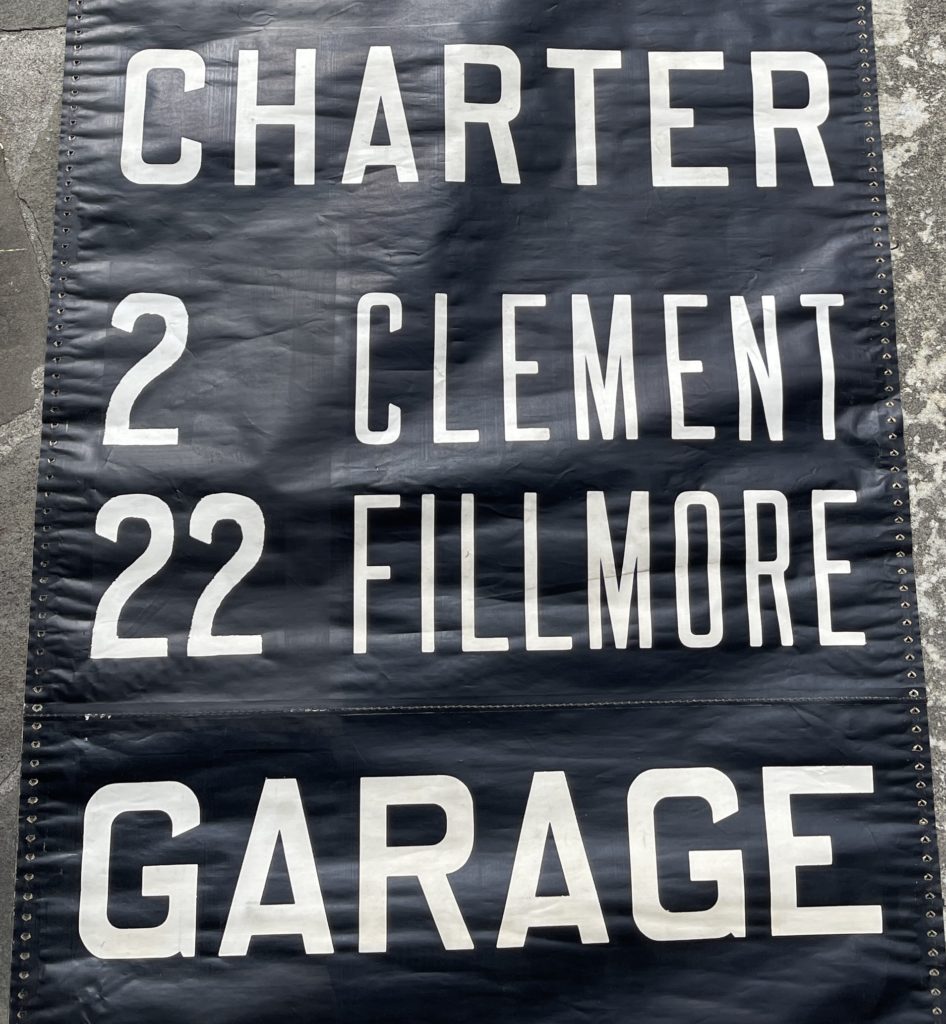 CHARTER
2 CLEMENT
22 FILLMORE
GARAGE